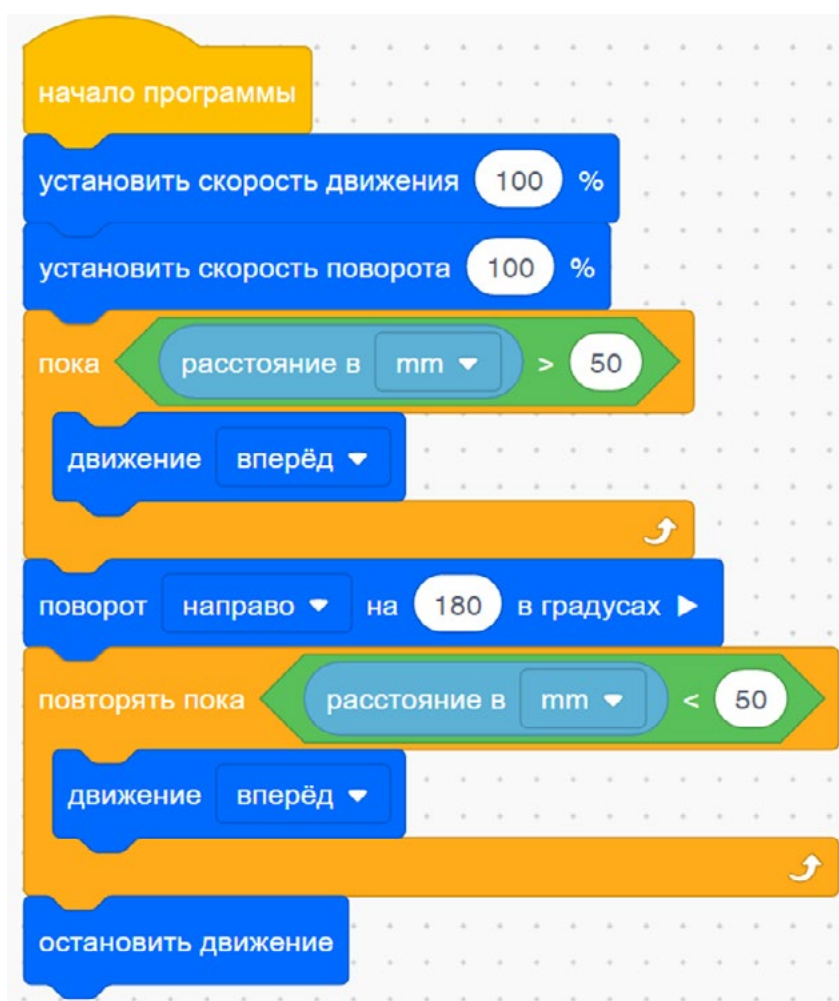 начало программы
установить скорость движения 100 %
установить скорость поворота 100 %
пока расстояние в mm > 50
движение вперёд
поворот направо на 180 в градусах
повторять пока расстояние в mm < 50
движение вперёд
остановить движение